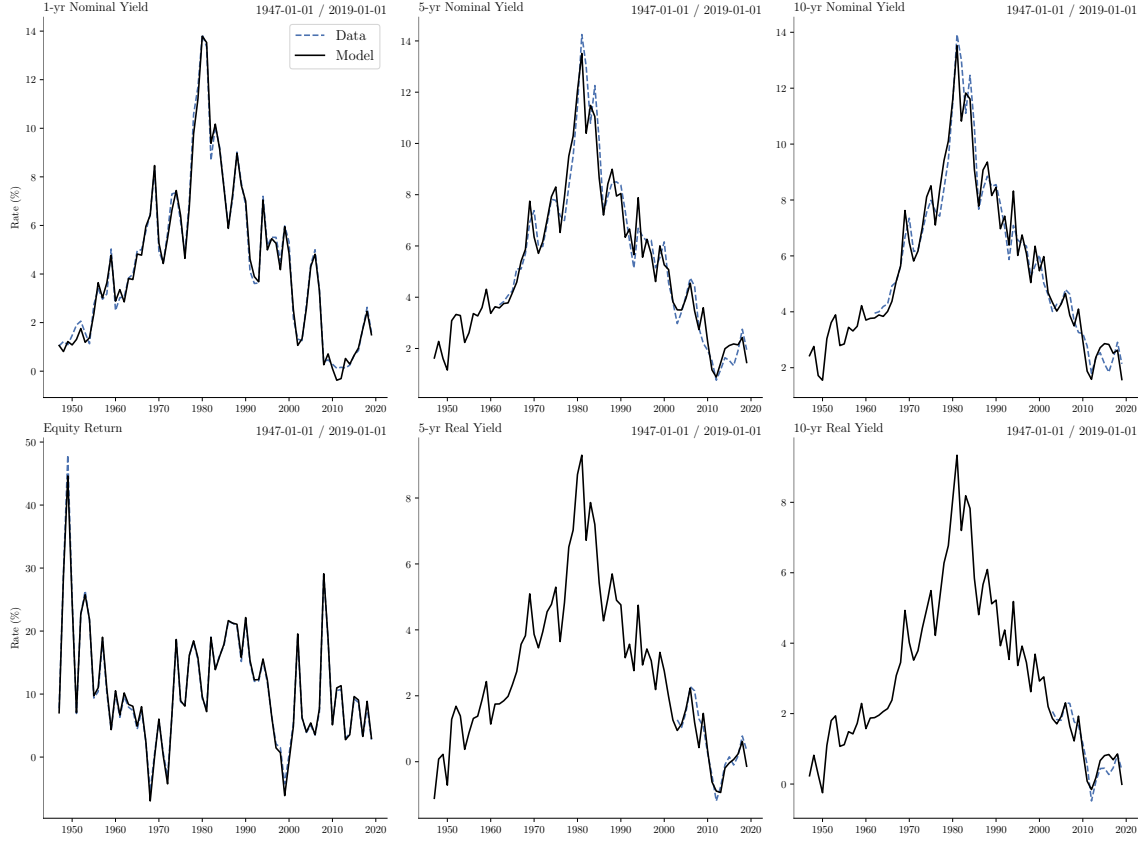 1-yr Nominal Yield 1947-01-01 / 2019-01-01
5-yr Nominal Yield 1947-01-01 / 2019-01-01
10-yr Nominal Yield 1947-01-01 / 2019-01-01
Data
Model
Rate (%)
14
12
10
8
6
4
2
0
1950 1960 1970 1980 1990 2000 2010 2020
14
12
10
8
6
4
2
1950 1960 1970 1980 1990 2000 2010 2020
14
12
10
8
6
4
2
1950 1960 1970 1980 1990 2000 2010 2020
Equity Return 1947-01-01 / 2019-01-01
5-yr Real Yield 1947-01-01 / 2019-01-01
10-yr Real Yield 1947-01-01 / 2019-01-01
Rate (%)
50
40
30
20
10
0
1950 1960 1970 1980 1990 2000 2010 2020
8
6
4
2
0
1950 1960 1970 1980 1990 2000 2010 2020
8
6
4
2
0
1950 1960 1970 1980 1990 2000 2010 2020